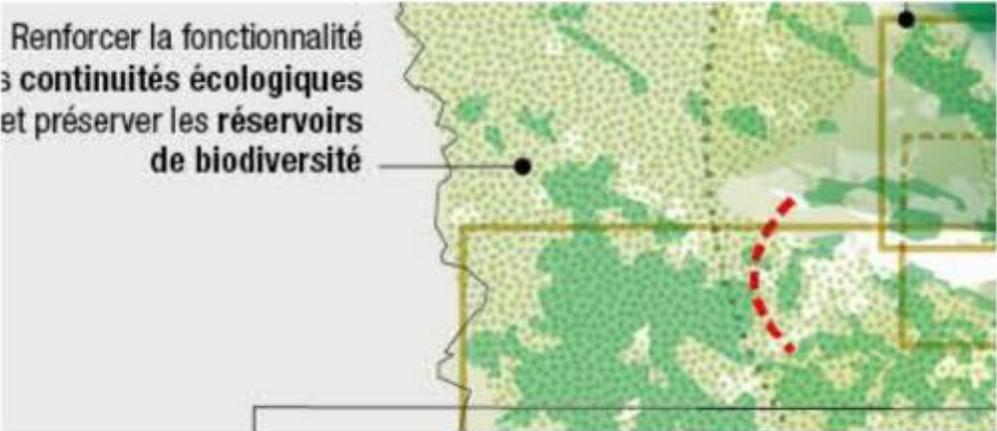 Renforcer la fonctionnalité
s continuités écologiques
et préserver les réservoirs
de biodiversité